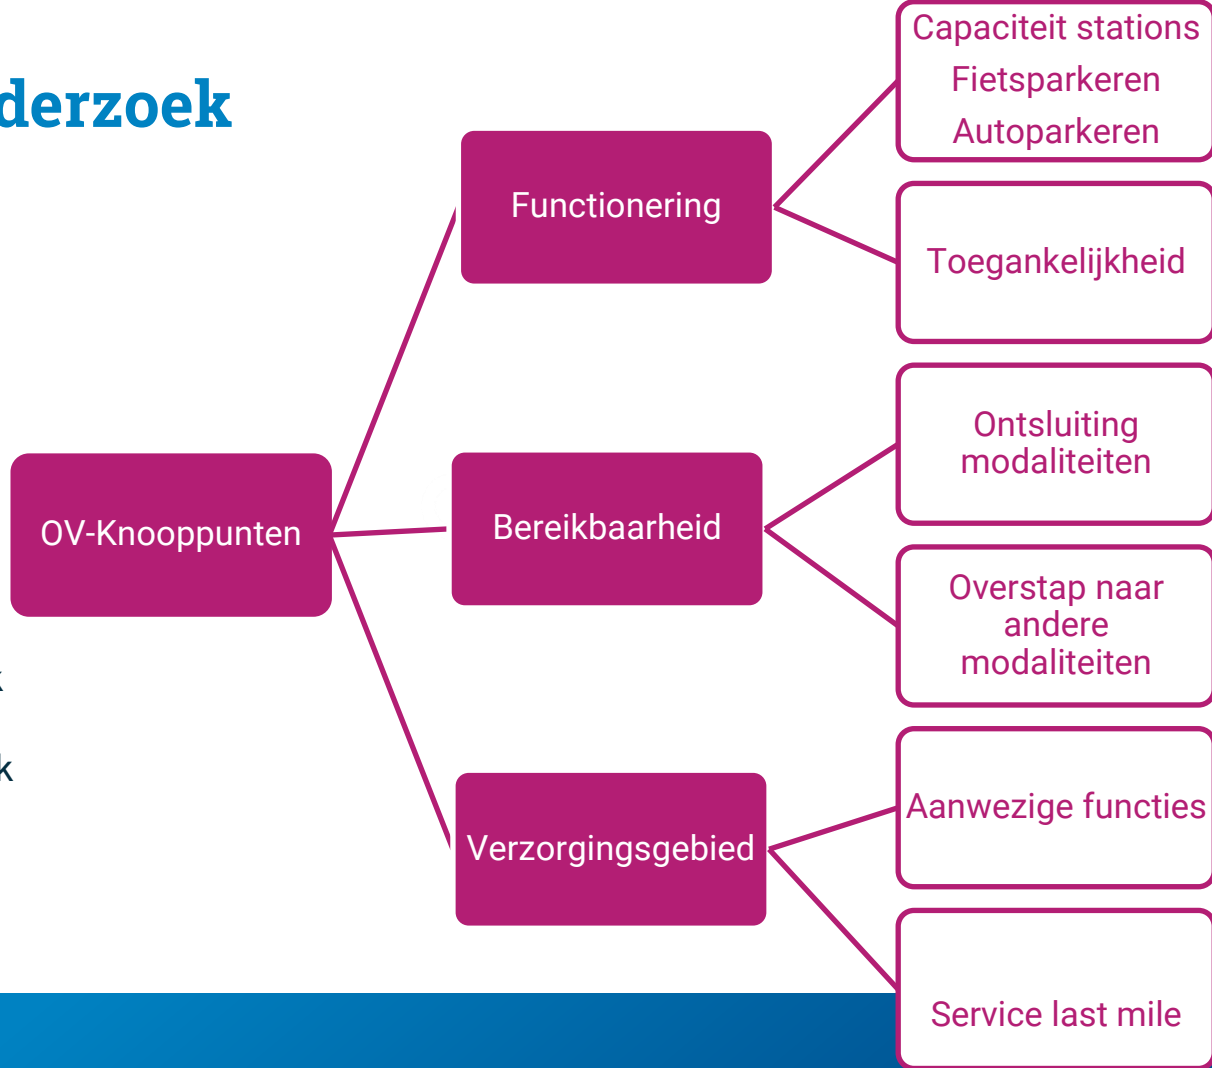 derzoek
OV-Knooppunten
k
k
Functionering
Capaciteit stations
Fietsparkeren
Autoparkeren
Toegankelijkheid
Bereikbaarheid
Ontsluiting
modaliteiten
Overstap naar
andere
modaliteiten
Verzorgingsgebied
Aanwezige functies
Service last mile